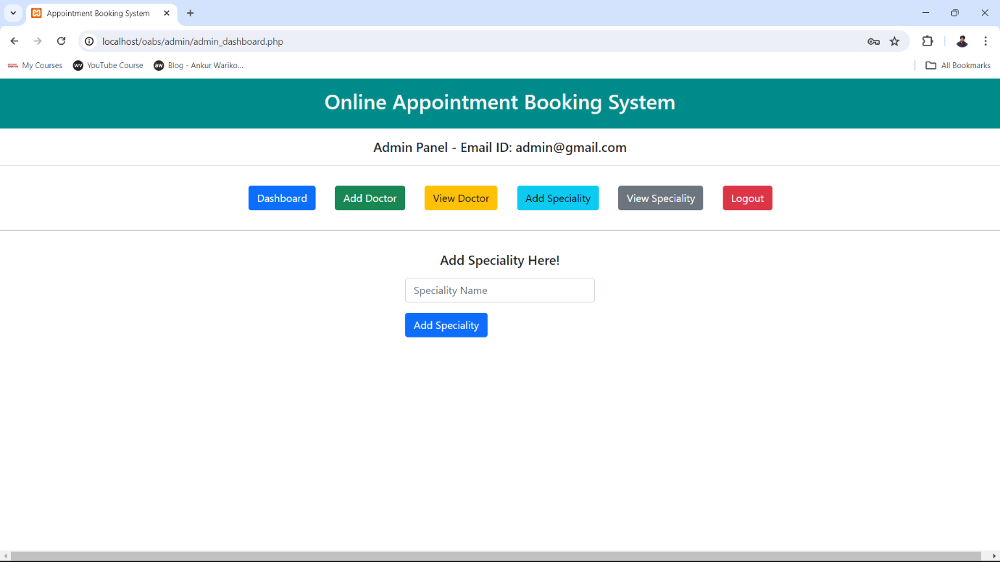 Appointment Booking System
localhost/oabs/admin/admin_dashboard.php
My Courses YouTube Course Blog - Ankur Wariko... All Bookmarks
Online Appointment Booking System
Admin Panel - Email ID: admin@gmail.com
Dashboard Add Doctor View Doctor Add Speciality View Speciality Logout
Add Speciality Here!
Speciality Name
Add Speciality